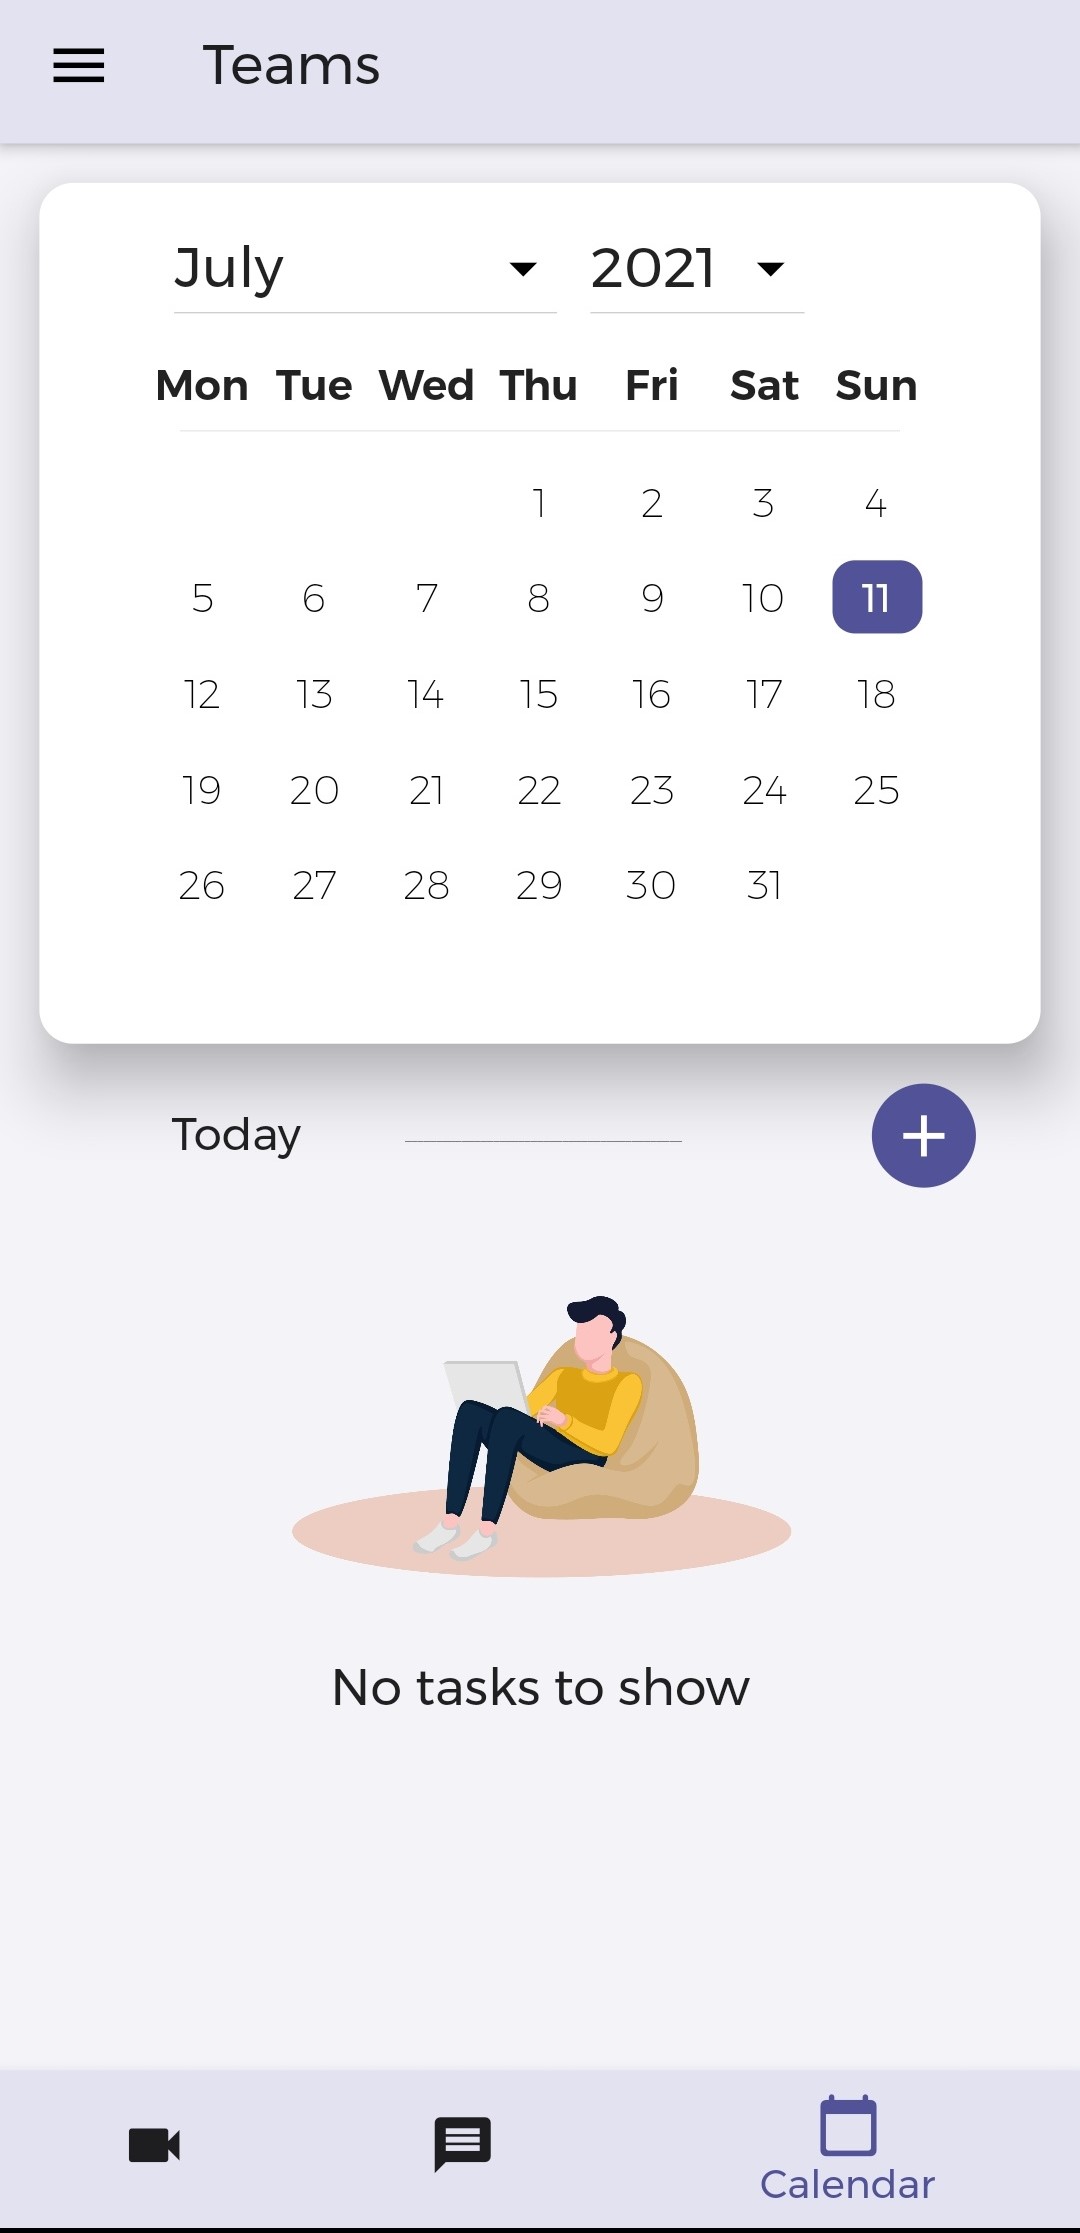 Teams
July 2021
Mon Tue Wed Thu Fri Sat Sun
1 2 3 4
5 6 7 8 9 10 11
12 13 14 15 16 17 18
19 20 21 22 23 24 25
26 27 28 29 30 31
Today
No tasks to show
Calendar